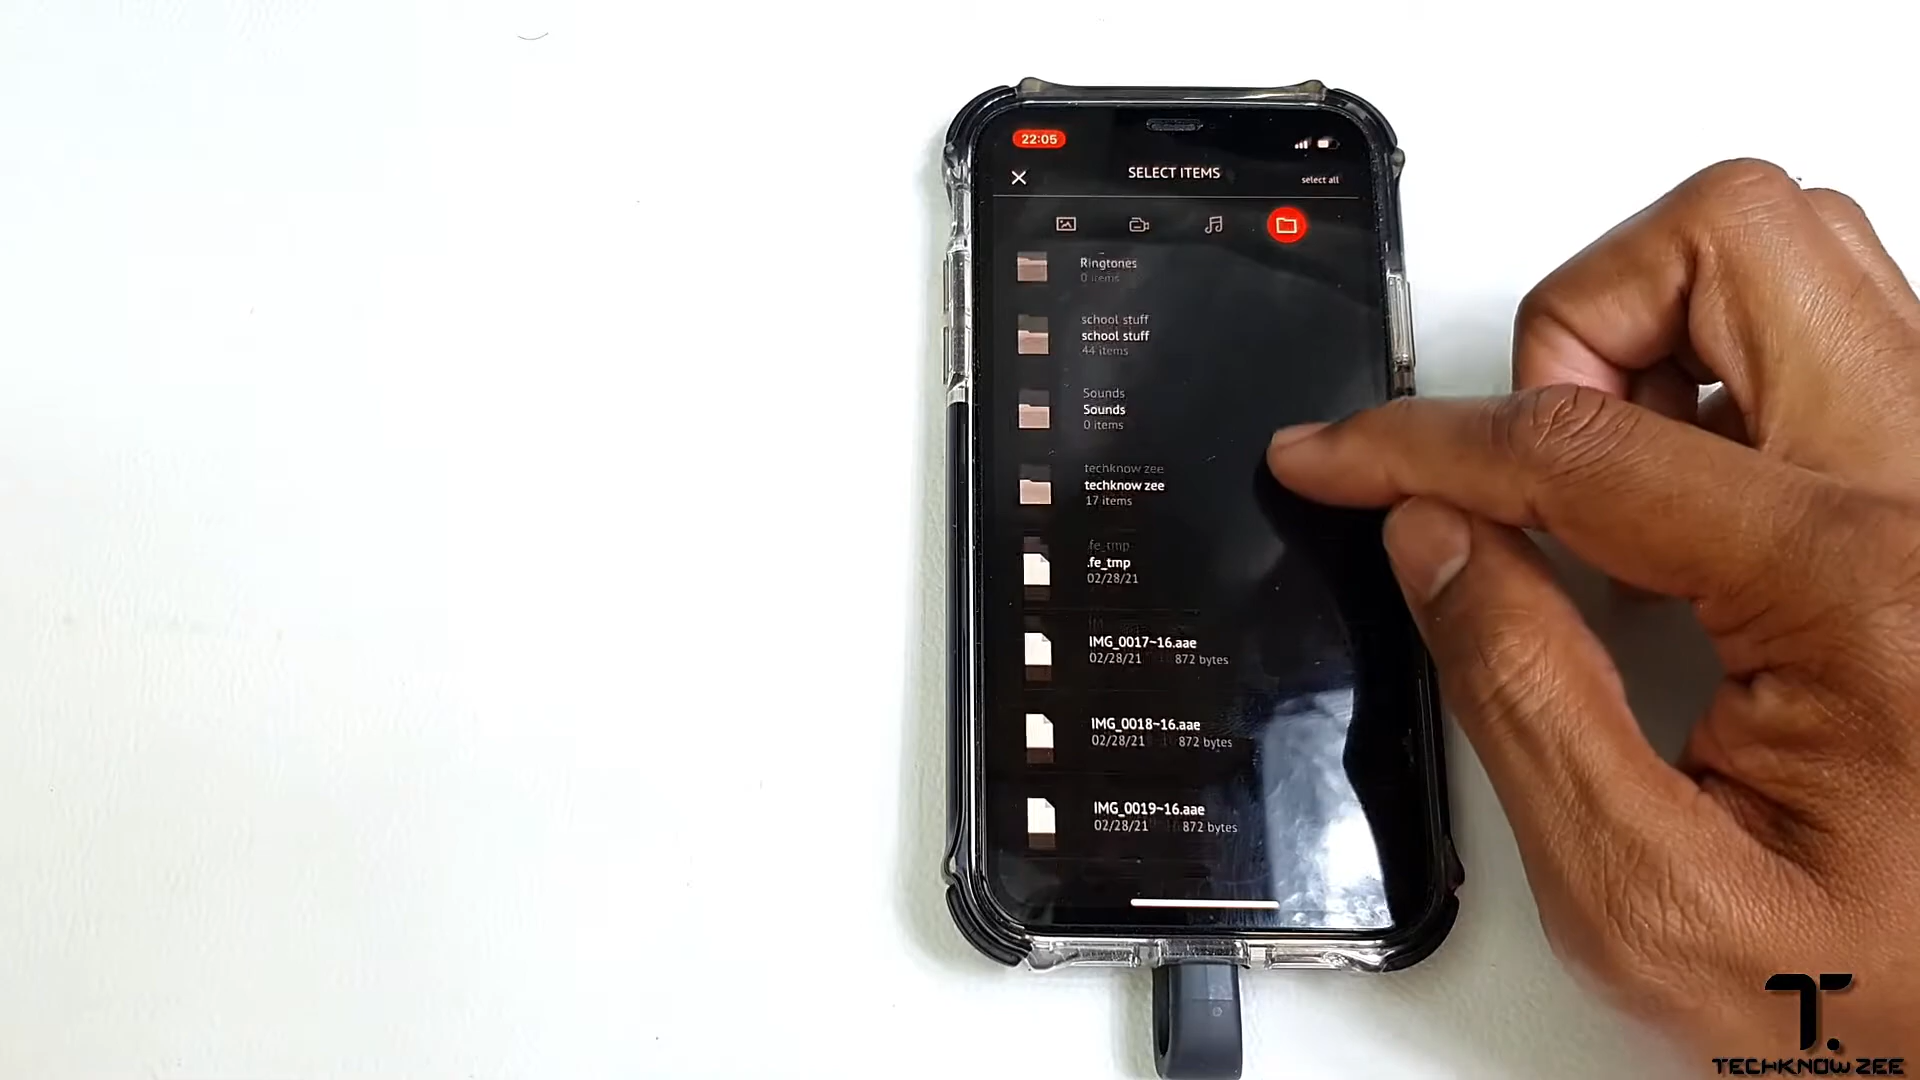 22:05
SELECT ITEMS
select all
Ringtones
0 items
school stuff
school stuff
44 items
Sounds
Sounds
0 items
techknow zee
techknow zee
17 items
.fe_tmp
.fe_tmp
02/28/21
IMG_0017~16.aae
02/28/21 872 bytes
IMG_0018~16.aae
02/28/21 872 bytes
IMG_0019~16.aae
02/28/21 872 bytes
T.
TECHKNOW ZEE